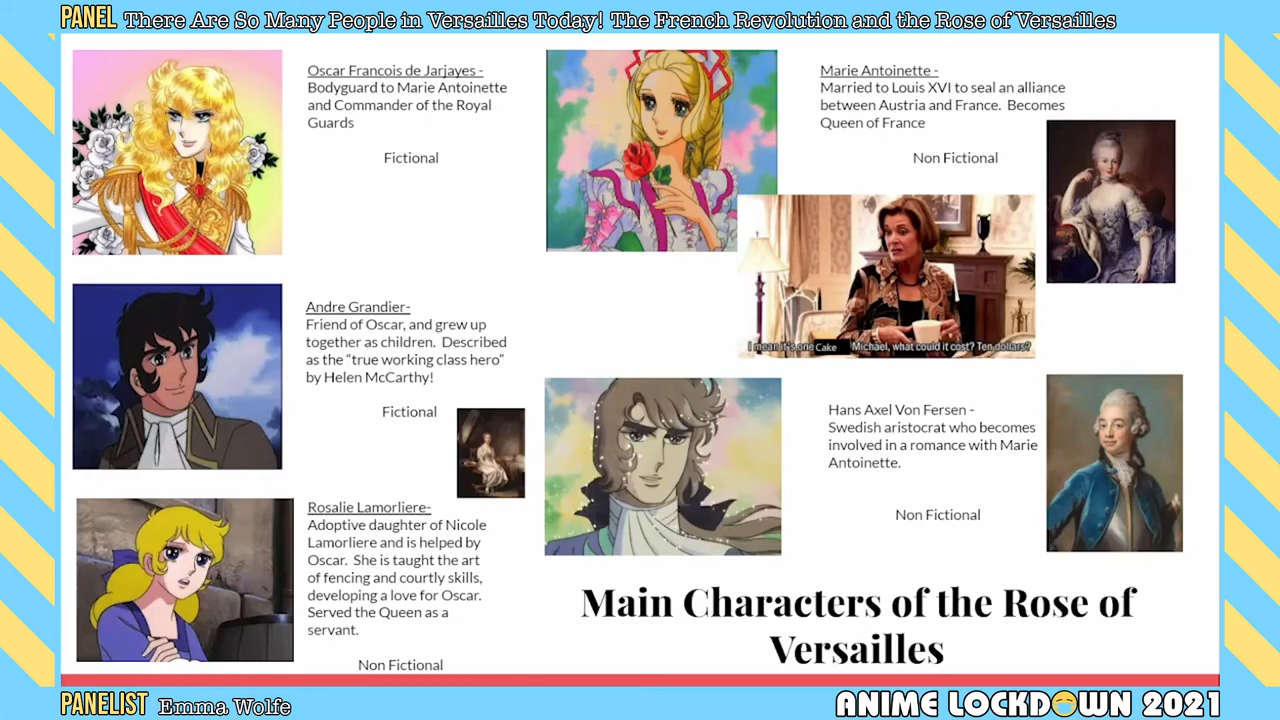 PANEL There Are So Many People in Versailles Today! The French Revolution and the Rose of Versailles
Oscar Francois de Jarjayes -
Bodyguard to Marie Antoinette
and Commander of the Royal
Guards
Fictional
Marie Antoinette -
Married to Louis XVI to seal an alliance
between Austria and France. Becomes
Queen of France
Non Fictional
I mean it's one Cake Michael, what could it cost? Ten dollars?
Andre Grandier-
Friend of Oscar, and grew up
together as children. Described
as the "true working class hero"
by Helen McCarthy!
Fictional
Hans Axel Von Fersen -
Swedish aristocrat who becomes
involved in a romance with Marie
Antoinette.
Non Fictional
Rosalie Lamorliere-
Adoptive daughter of Nicole
Lamorliere and is helped by
Oscar. She is taught the art
of fencing and courtly skills,
developing a love for Oscar.
Served the Queen as a
servant.
Non Fictional
Main Characters of the Rose of
Versailles
PANELIST Emma Wolfe
ANIME LOCKDOWN 2021